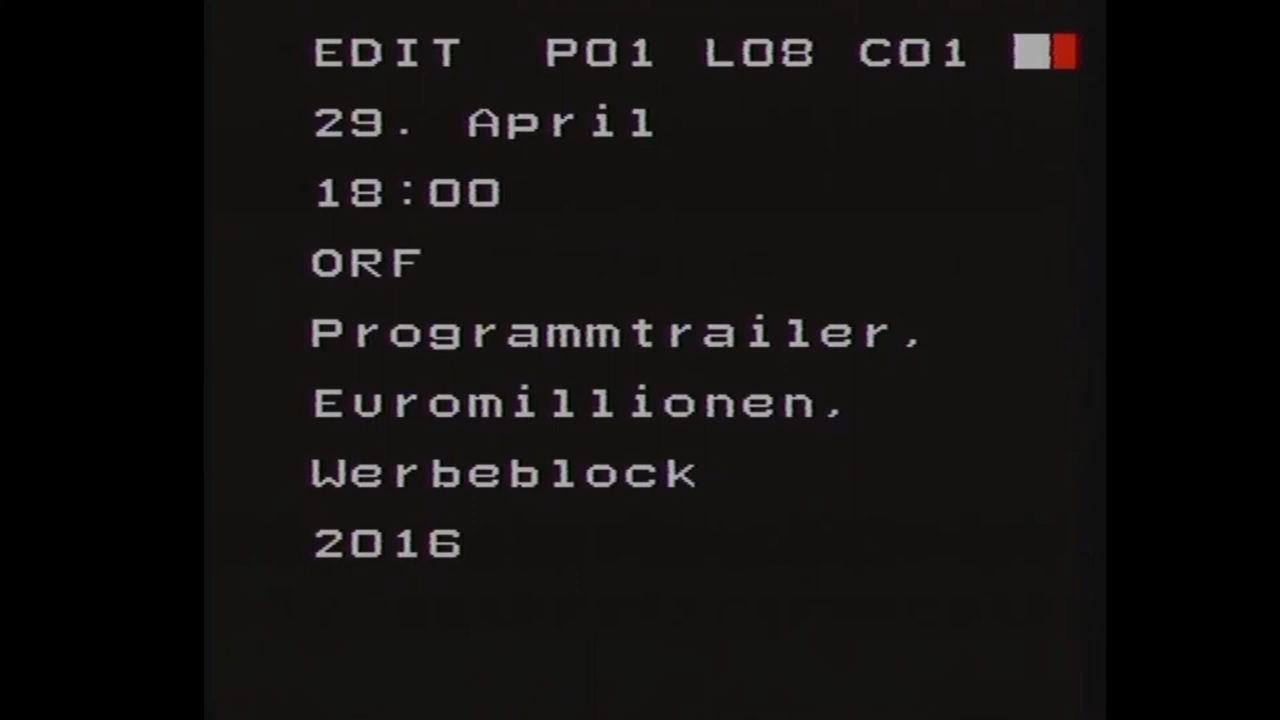 EDIT P01 L08 C01
29. April
18:00
ORF
Programmtrailer,
Euromillionen,
Werbeblock
2016